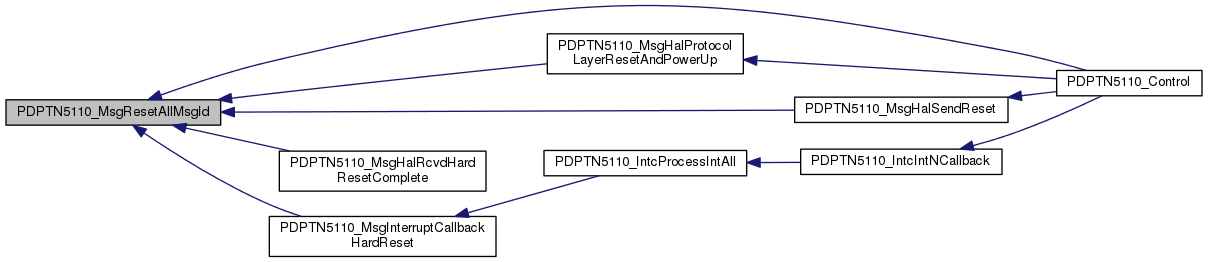 PDPTN5110_MsgResetAllMsgId
PDPTN5110_MsgHalProtocol
LayerResetAndPowerUp
PDPTN5110_Control
PDPTN5110_MsgHalSendReset
PDPTN5110_MsgHalRcvdHard
ResetComplete
PDPTN5110_IntcProcessIntAll
PDPTN5110_IntcIntNCallback
PDPTN5110_MsgInterruptCallback
HardReset